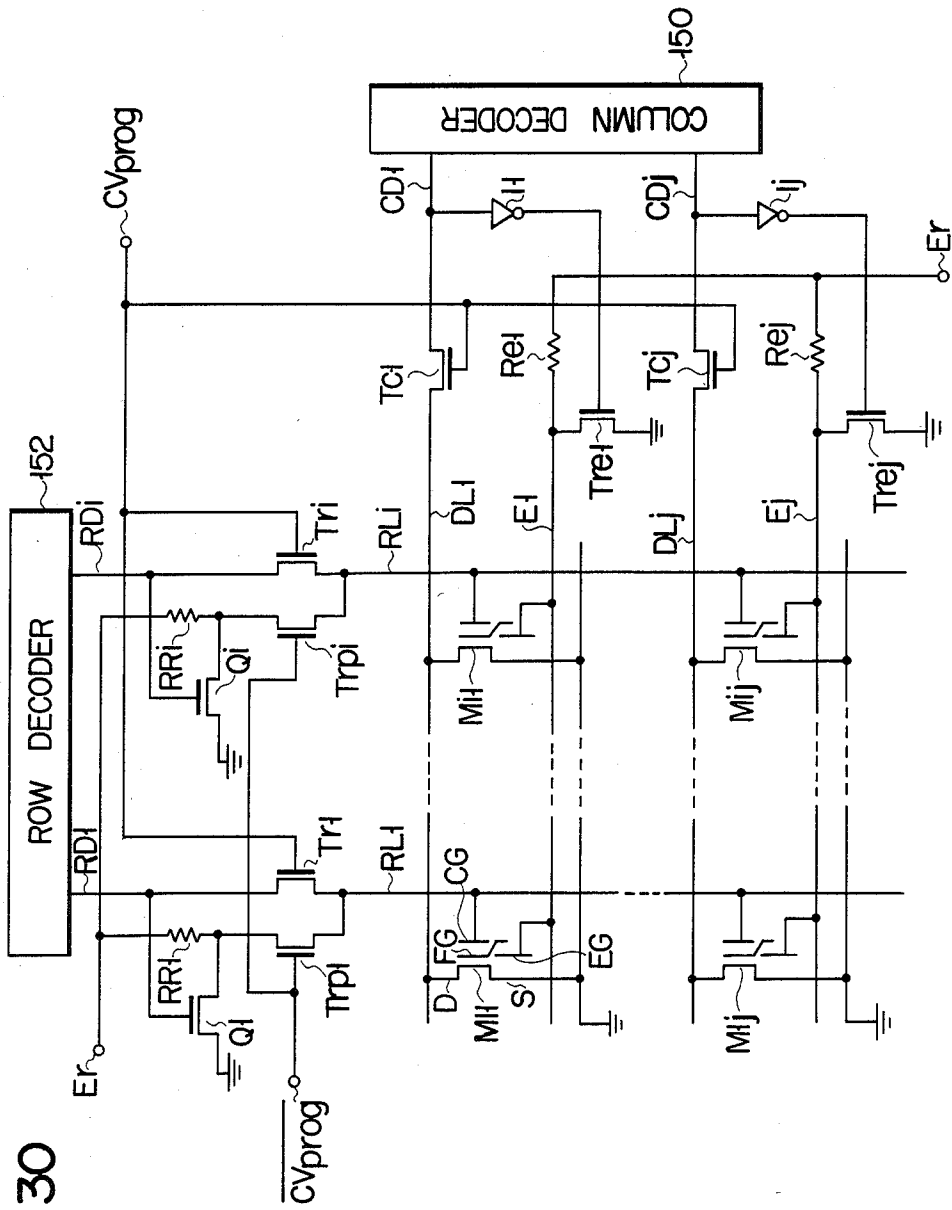 30
ROW DECODER
152
RD1
RDi
CVprog
Er
RR1
Q1
Tr1
Trp1
RRi
Qi
Tri
Trpi
CVprog
RL1
RLi
COLUMN DECODER
150
CD1
I1
Tc1
DL1
Re1
E1
Tre1
D
FG
CG
M11
S
EG
Mi1
CDj
Ij
Tcj
DLj
Rej
Ej
Trej
Er
M1j
Mij